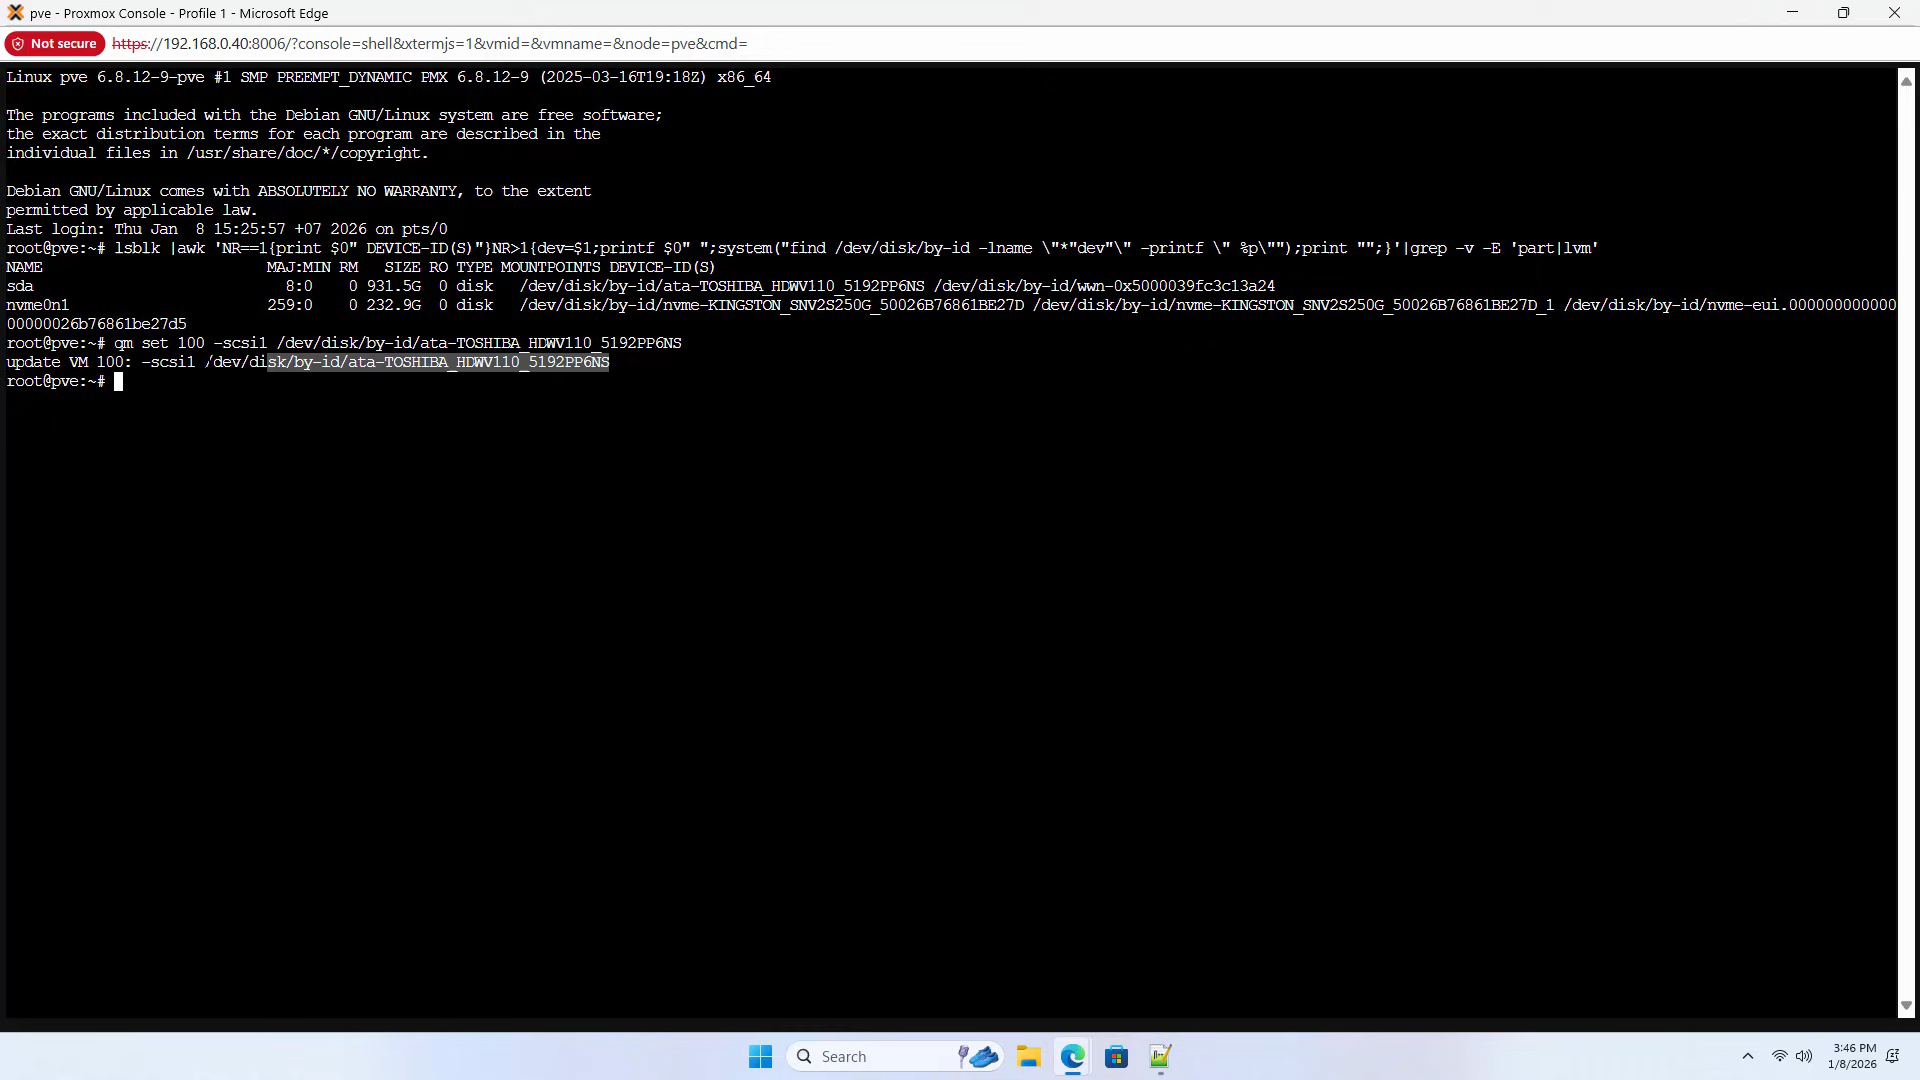 pve - Proxmox Console - Profile 1 - Microsoft Edge
Not secure https://192.168.0.40:8006/?console=shell&xtermjs=1&vmid=&vmname=&node=pve&cmd=
Linux pve 6.8.12-9-pve #1 SMP PREEMPT_DYNAMIC PMX 6.8.12-9 (2025-03-16T19:18Z) x86_64
The programs included with the Debian GNU/Linux system are free software;
the exact distribution terms for each program are described in the
individual files in /usr/share/doc/*/copyright.
Debian GNU/Linux comes with ABSOLUTELY NO WARRANTY, to the extent
permitted by applicable law.
Last login: Thu Jan  8 15:25:57 +07 2026 on pts/0
root@pve:~# lsblk |awk 'NR==1{print $0" DEVICE-ID(S)"}NR>1{dev=$1;printf $0" ";system("find /dev/disk/by-id -lname \"*"dev"\" -printf \" %p\"");print "";}'|grep -v -E 'part|lvm'
NAME                         MAJ:MIN RM   SIZE RO TYPE MOUNTPOINTS DEVICE-ID(S)
sda                            8:0    0 931.5G  0 disk   /dev/disk/by-id/ata-TOSHIBA_HDWV110_5192PP6NS /dev/disk/by-id/wwn-0x5000039fc3c13a24
nvme0n1                      259:0    0 232.9G  0 disk   /dev/disk/by-id/nvme-KINGSTON_SNV2S250G_50026B76861BE27D /dev/disk/by-id/nvme-KINGSTON_SNV2S250G_50026B76861BE27D_1 /dev/disk/by-id/nvme-eui.000000000000
00000026b76861be27d5
root@pve:~# qm set 100 -scsi1 /dev/disk/by-id/ata-TOSHIBA_HDWV110_5192PP6NS
update VM 100: -scsi1 /dev/disk/by-id/ata-TOSHIBA_HDWV110_5192PP6NS
root@pve:~#
Search
3:46 PM
1/8/2026